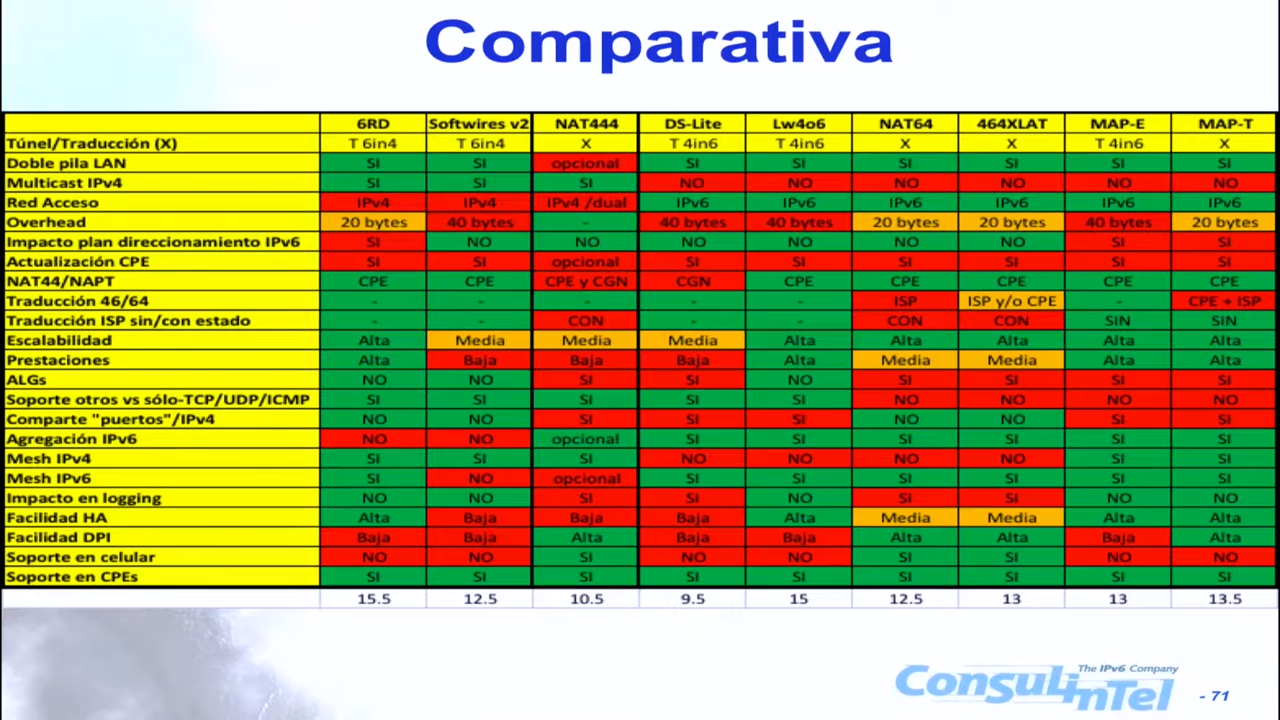 Comparativa
6RD Softwires v2 NAT444 DS-Lite Lw4o6 NAT64 464XLAT MAP-E MAP-T
Túnel/Traducción (X) T 6in4 T 6in4 X T 4in6 T 4in6 X X T 4in6 X
Doble pila LAN SI SI opcional SI SI SI SI SI SI
Multicast IPv4 SI SI SI NO NO NO NO NO NO
Red Acceso IPv4 IPv4 IPv4 /dual IPv6 IPv6 IPv6 IPv6 IPv6 IPv6
Overhead 20 bytes 40 bytes - 40 bytes 40 bytes 20 bytes 20 bytes 40 bytes 20 bytes
Impacto plan direccionamiento IPv6 SI NO NO NO NO NO NO SI SI
Actualización CPE SI SI opcional SI SI SI SI SI SI
NAT44/NAPT CPE CPE CPE y CGN CGN CPE CPE CPE CPE CPE
Traducción 46/64 - - - - - ISP ISP y/o CPE - CPE + ISP
Traducción ISP sin/con estado - - CON - - CON CON SIN SIN
Escalabilidad Alta Media Media Media Alta Alta Alta Alta Alta
Prestaciones Alta Baja Baja Baja Alta Media Media Alta Alta
ALGs NO NO SI SI NO SI SI SI SI
Soporte otros vs sólo-TCP/UDP/ICMP SI SI SI SI SI NO NO NO NO
Comparte "puertos"/IPv4 NO NO SI SI SI NO NO SI SI
Agregación IPv6 NO NO opcional SI SI SI SI SI SI
Mesh IPv4 SI SI SI NO NO NO NO SI SI
Mesh IPv6 SI NO opcional SI SI SI SI SI SI
Impacto en logging NO NO SI SI NO SI SI NO NO
Facilidad HA Alta Baja Baja Baja Alta Media Media Alta Alta
Facilidad DPI Baja Baja Alta Baja Baja Alta Alta Baja Alta
Soporte en celular NO NO SI NO NO SI SI NO NO
Soporte en CPEs SI SI SI SI SI SI SI SI SI
15.5 12.5 10.5 9.5 15 12.5 13 13 13.5
The IPv6 Company
ConsulinTel
- 71